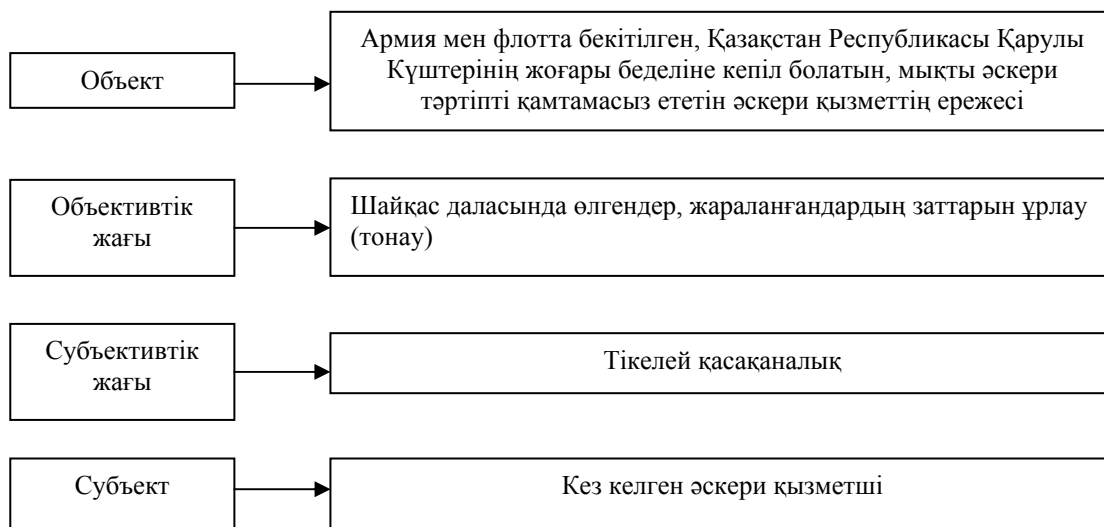 Объект
Армия мен флотта бекітілген, Қазақстан Республикасы Қарулы
Күштерінің жоғары беделіне кепіл болатын, мықты әскери
тәртіпті қамтамасыз ететін әскери қызметтің ережесі
Объективтік
жағы
Шайқас даласында өлгендер, жараланғандардың заттарын ұрлау
(тонау)
Субъективтік
жағы
Тікелей қасақаналық
Субъект
Кез келген әскери қызметші